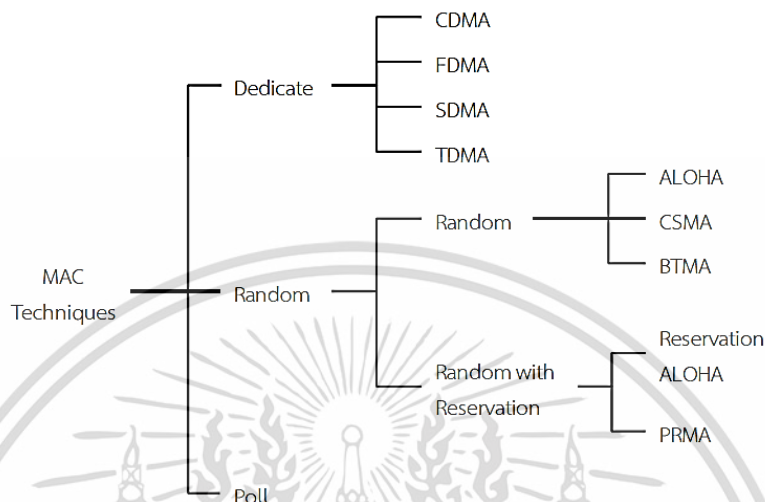 CDMA
FDMA
Dedicate
SDMA
TDMA
ALOHA
Random
CSMA
BTMA
MAC
Techniques
Random
Reservation
ALOHA
Random with
Reservation
PRMA
Poll